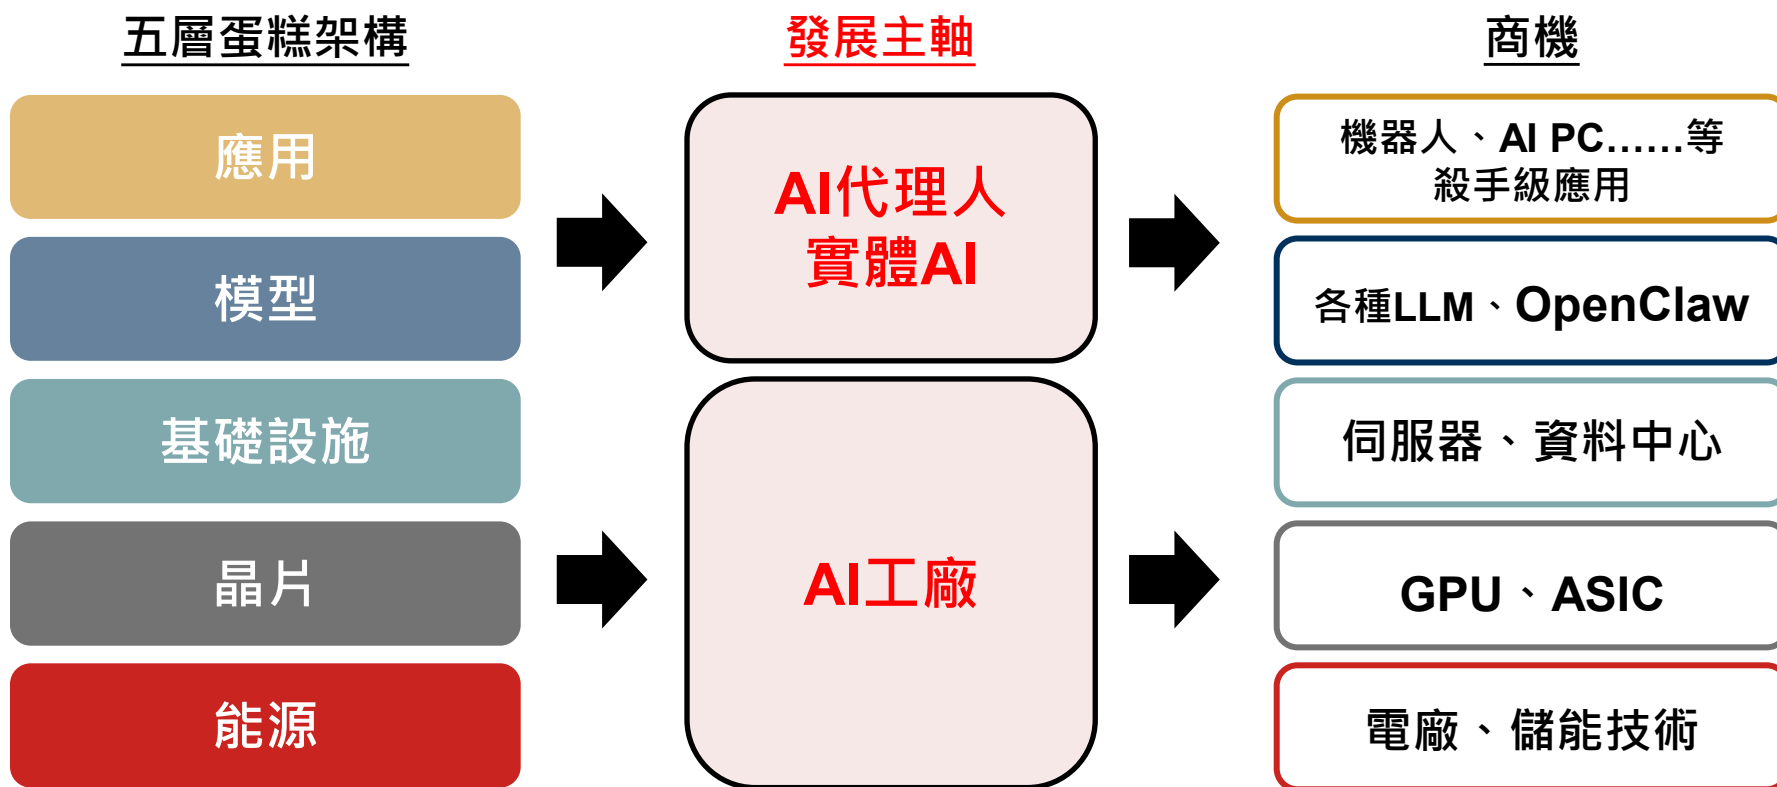 五層蛋糕架構
發展主軸
商機
應用
模型
基礎設施
晶片
能源
AI代理人
實體AI
AI工廠
機器人、AI PC……等
殺手級應用
各種LLM、OpenClaw
伺服器、資料中心
GPU、ASIC
電廠、儲能技術